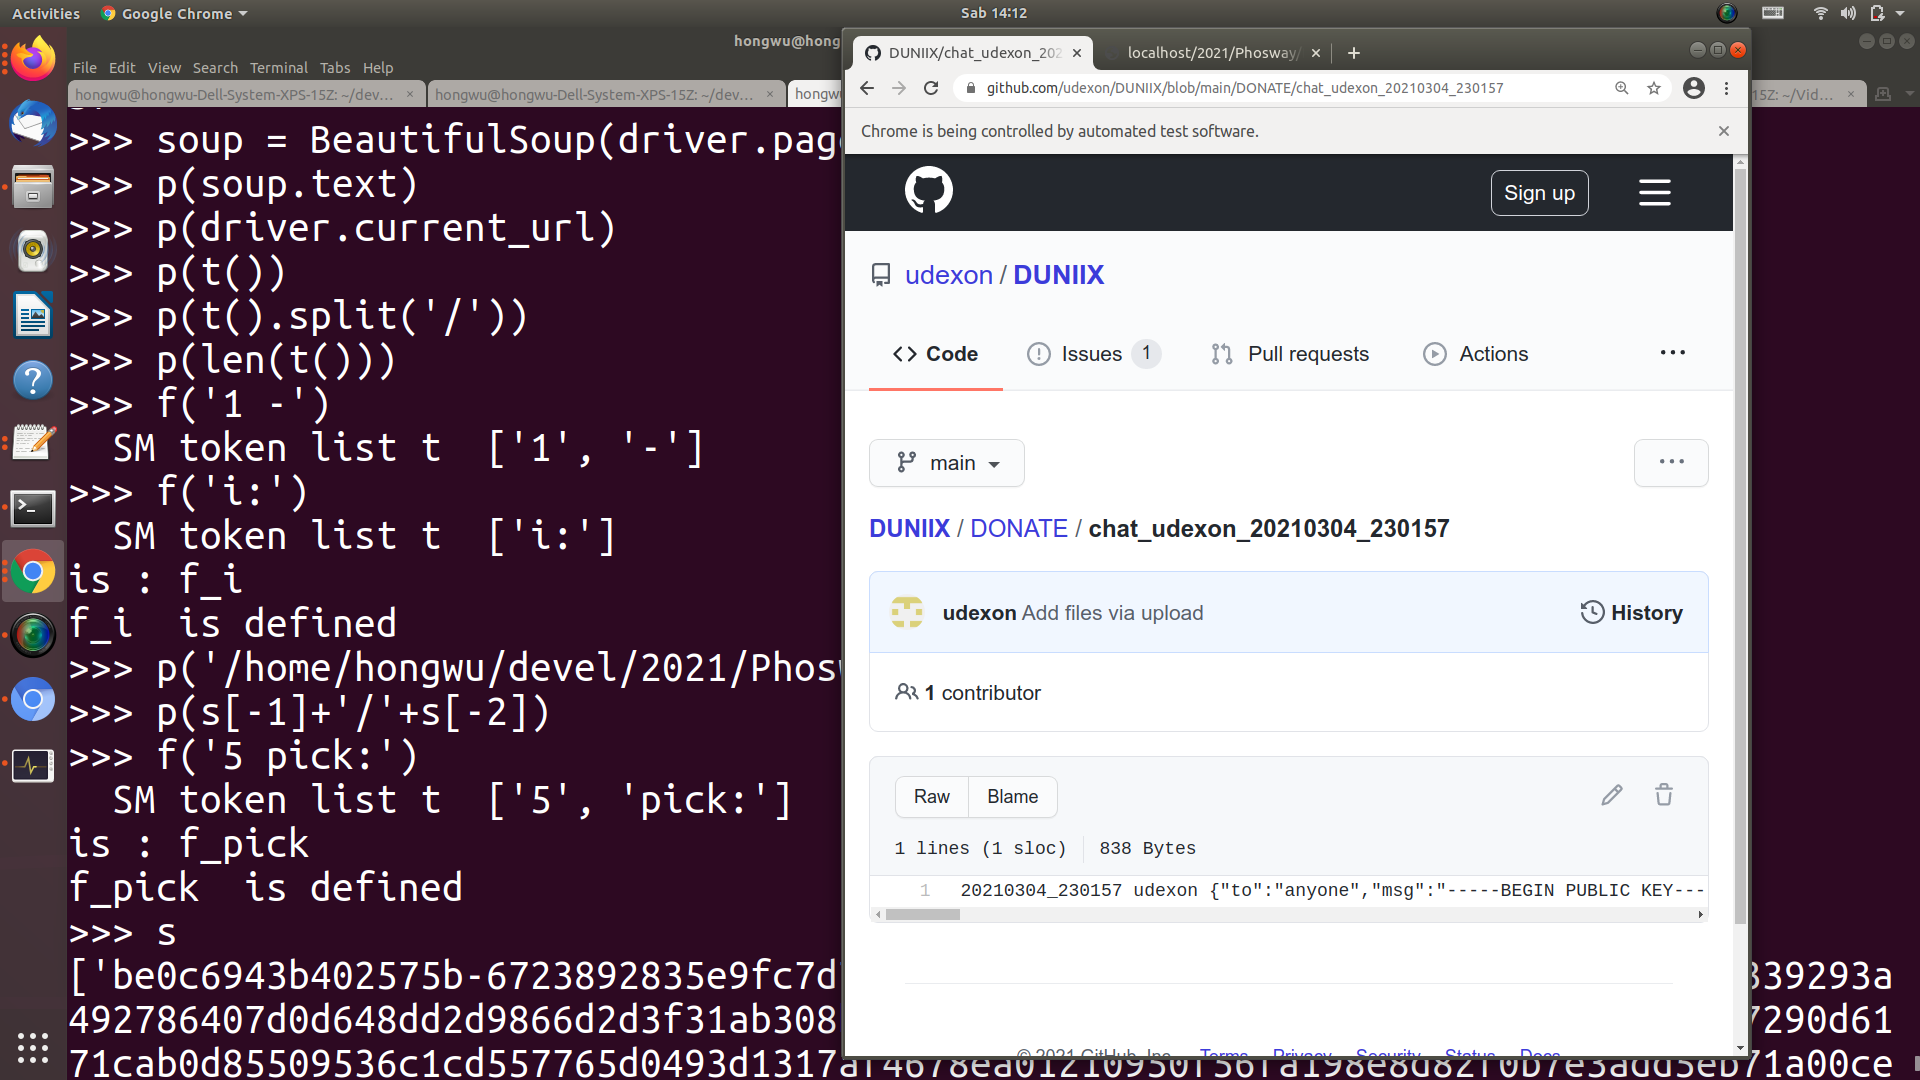 Activities
Google Chrome
Sab 14:12
hongwu@hong
File Edit View Search Terminal Tabs Help
hongwu@hongwu-Dell-System-XPS-15Z: ~/dev… ×
hongwu@hongwu-Dell-System-XPS-15Z: ~/dev… ×
hongwu
15Z: ~/Vid… ×
>>> soup = BeautifulSoup(driver.pag
>>> p(soup.text)
>>> p(driver.current_url)
>>> p(t())
>>> p(t().split('/'))
>>> p(len(t()))
>>> f('1 -')
SM token list t ['1', '-']
>>> f('i:')
SM token list t ['i:']
is : f_i
f_i is defined
>>> p('/home/hongwu/devel/2021/Phos
>>> p(s[-1]+'/'+s[-2])
>>> f('5 pick:')
SM token list t ['5', 'pick:']
is : f_pick
f_pick is defined
>>> s
['be0c6943b402575b-6723892835e9fc7d
339293a
492786407d0d648dd2d9866d2d3f31ab308
7290d61
71cab0d85509536c1cd557765d0493d1317af4678ea01210950f56fa198e8d82f0b7e3add5eb71a00ce
DUNIIX/chat_udexon_202 ×
localhost/2021/Phosway/ ×
github.com/udexon/DUNIIX/blob/main/DONATE/chat_udexon_20210304_230157
Chrome is being controlled by automated test software.
Sign up
udexon / DUNIIX
Code
Issues 1
Pull requests
Actions
main
DUNIIX / DONATE / chat_udexon_20210304_230157
udexon Add files via upload
History
1 contributor
Raw
Blame
1 lines (1 sloc)
838 Bytes
1 20210304_230157 udexon {"to":"anyone","msg":"-----BEGIN PUBLIC KEY---
© 2021 GitHub, Inc. Terms Privacy Security Status Docs